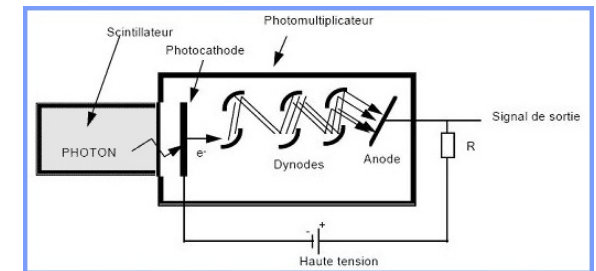 Photomultiplicateur
Scintillateur
Photocathode
PHOTON
e-
Dynodes
Anode
Signal de sortie
R
- +
Haute tension